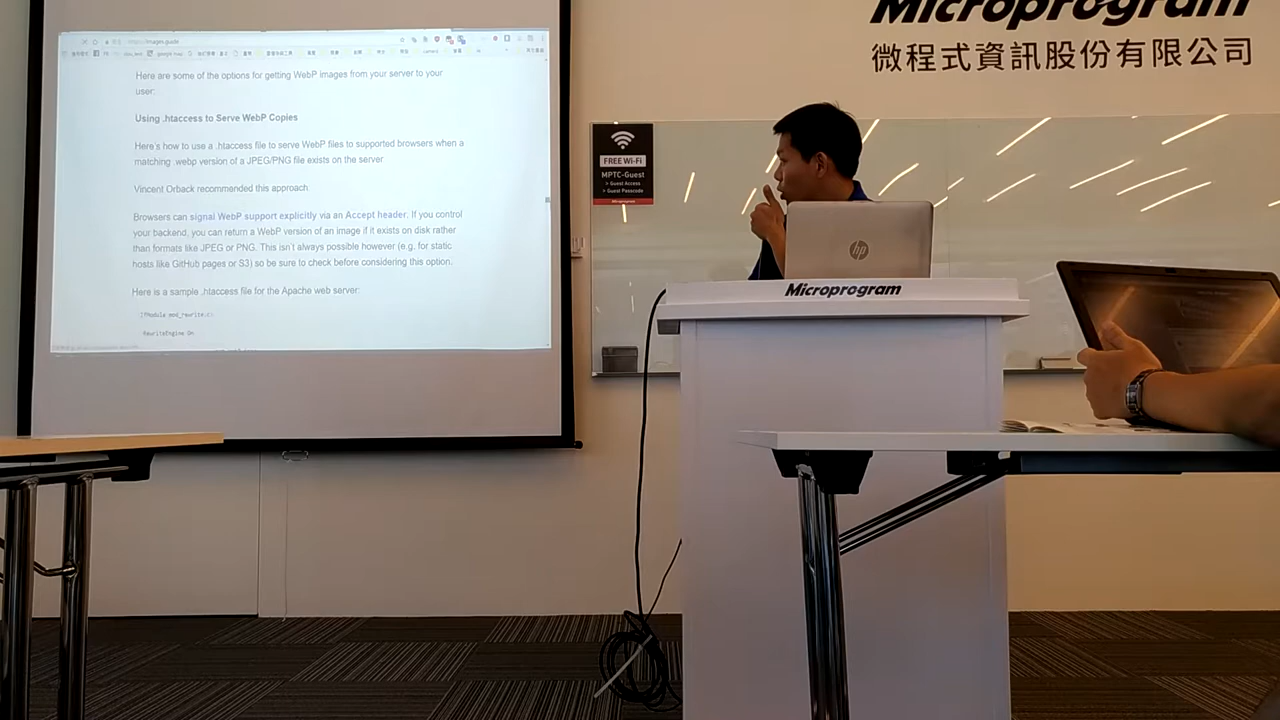 Microprogram
微程式資訊股份有限公司
images.guide
Here are some of the options for getting WebP images from your server to your
user:
Using .htaccess to Serve WebP Copies
Here's how to use a .htaccess file to serve WebP files to supported browsers when a
matching .webp version of a JPEG/PNG file exists on the server
Vincent Orback recommended this approach
Browsers can signal WebP support explicitly via an Accept header. If you control
your backend, you can return a WebP version of an image if it exists on disk rather
than formats like JPEG or PNG. This isn't always possible however (e.g. for static
hosts like GitHub pages or S3) so be sure to check before considering this option.
Here is a sample .htaccess file for the Apache web server:
IfModule mod_rewrite.c>
RewriteEngine On
FREE Wi-Fi
MPTC-Guest
> Guest Access
> Guest Passcode
Microprogram
hp
Microprogram